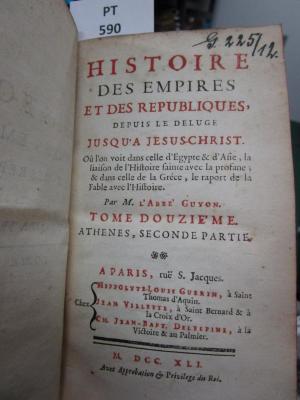 PT
590
G. 225/12.
HISTOIRE
DES EMPIRES
ET DES REPUBLIQUES,
DEPUIS LE DELUGE
JUSQU'A JESUS-CHRIST.
Où l'on voit dans celle d'Egypte & d'Asie, la
liaison de l'Histoire sainte avec la profane;
& dans celle de la Gréce, le raport de la
Fable avec l'Histoire.
Par M. L'ABBÉ GUYON.
TOME DOUZIE'ME.
ATHENES, SECONDE PARTIE.
A PARIS, ruë S. Jacques.
Chez
HIPPOLYTE-LOUIS GUERIN, à Saint
Thomas d'Aquin.
JEAN VILLETTE, à Saint Bernard & à
la Croix d'Or.
CH. JEAN-BAPT. DELESPINE, à la
Victoire & au Palmier.
M. DCC. XLI.
Avec Approbation & Privilege du Roi.